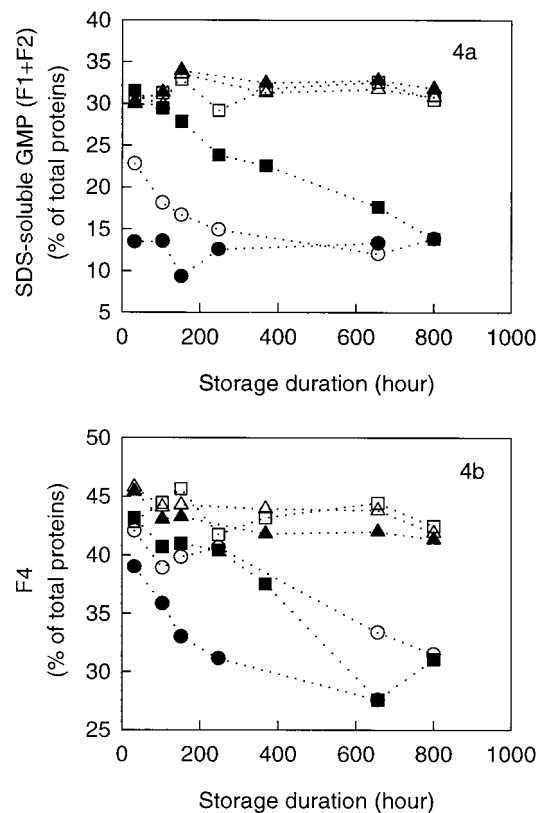 SDS-soluble GMP (F1+F2)
(% of total proteins)
40
35
30
25
20
15
10
5
4a
0 200 400 600 800 1000
Storage duration (hour)
F4
(% of total proteins)
50
45
40
35
30
25
4b
0 200 400 600 800 1000
Storage duration (hour)